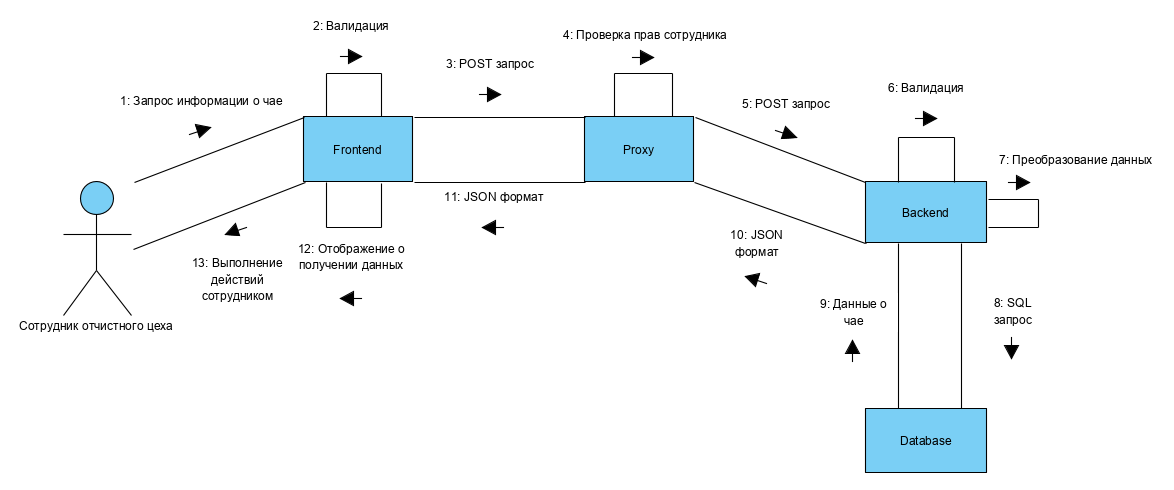 2: Валидация
4: Проверка прав сотрудника
3: POST запрос
1: Запрос информации о чае
5: POST запрос
6: Валидация
7: Преобразование данных
Frontend
Proxy
Backend
11: JSON формат
10: JSON
формат
12: Отображение о
получении данных
13: Выполнение
действий
сотрудником
9: Данные о
чае
8: SQL
запрос
Сотрудник отчистного цеха
Database